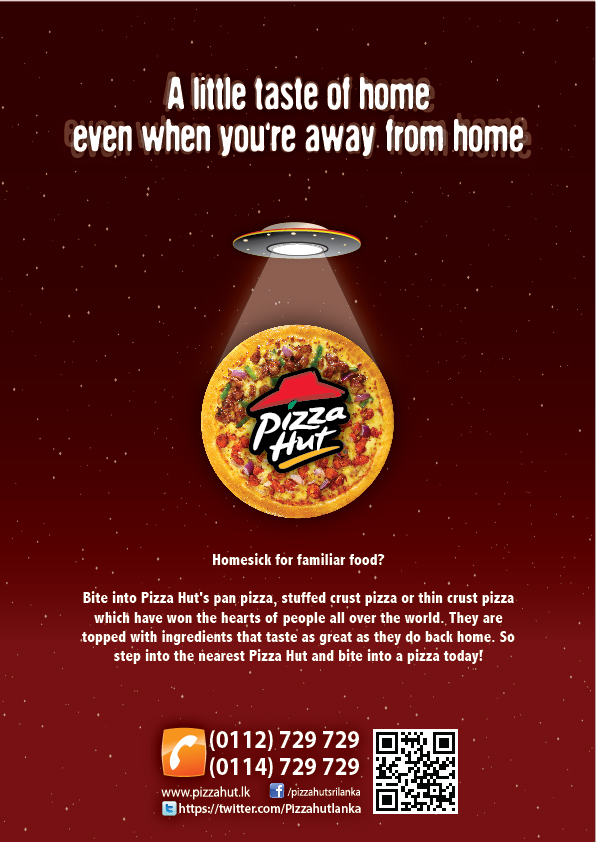 A little taste of home
even when you're away from home
Pizza
Hut
Homesick for familiar food?
Bite into Pizza Hut's pan pizza, stuffed crust pizza or thin crust pizza
which have won the hearts of people all over the world. They are
topped with ingredients that taste as great as they do back home. So
step into the nearest Pizza Hut and bite into a pizza today!
(0112) 729 729
(0114) 729 729
www.pizzahut.lk f /pizzahutsrilanka
t https://twitter.com/Pizzahutlanka